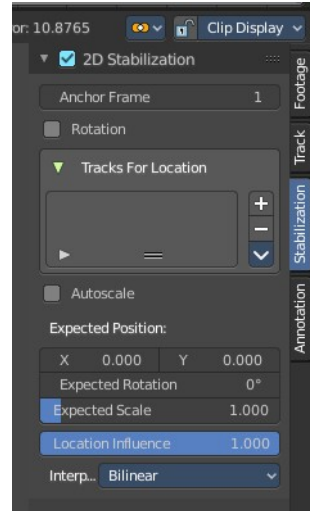 or: 10.8765 Clip Display
2D Stabilization
Anchor Frame 1
Rotation
Tracks For Location
Autoscale
Expected Position:
X 0.000 Y 0.000
Expected Rotation 0°
Expected Scale 1.000
Location Influence 1.000
Interp... Bilinear
Footage
Track
Stabilization
Annotation